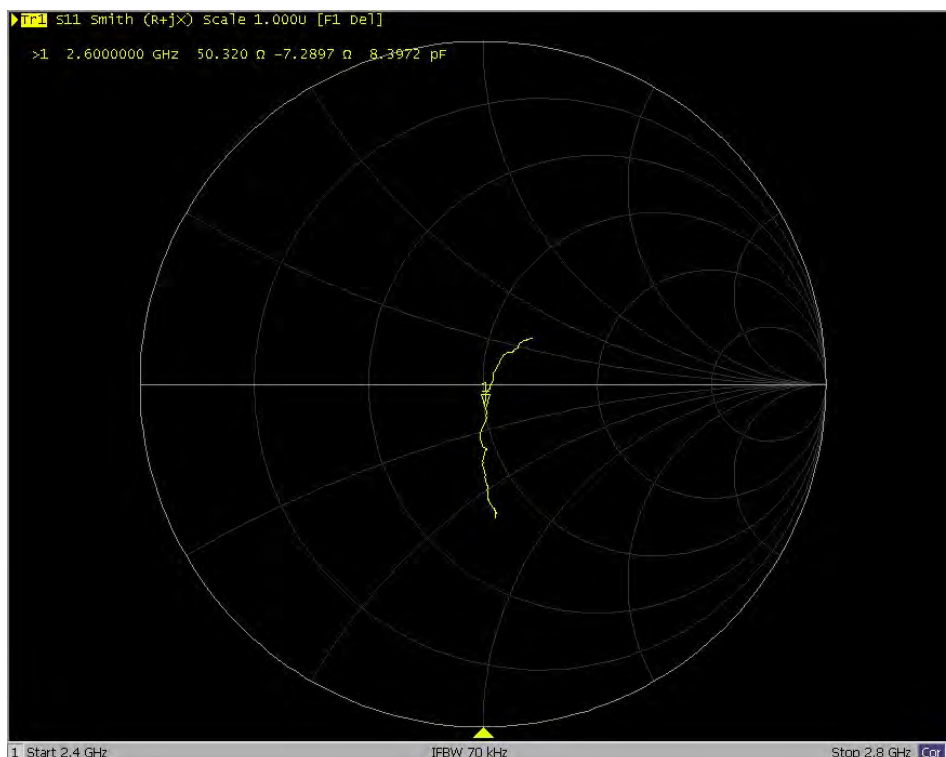 Tr1 S11 Smith (R+jX) Scale 1.000U [F1 Del]
>1 2.6000000 GHz 50.320 Ω -7.2897 Ω 8.3972 pF
1 Start 2.4 GHz IFBW 70 kHz Stop 2.8 GHz Cor